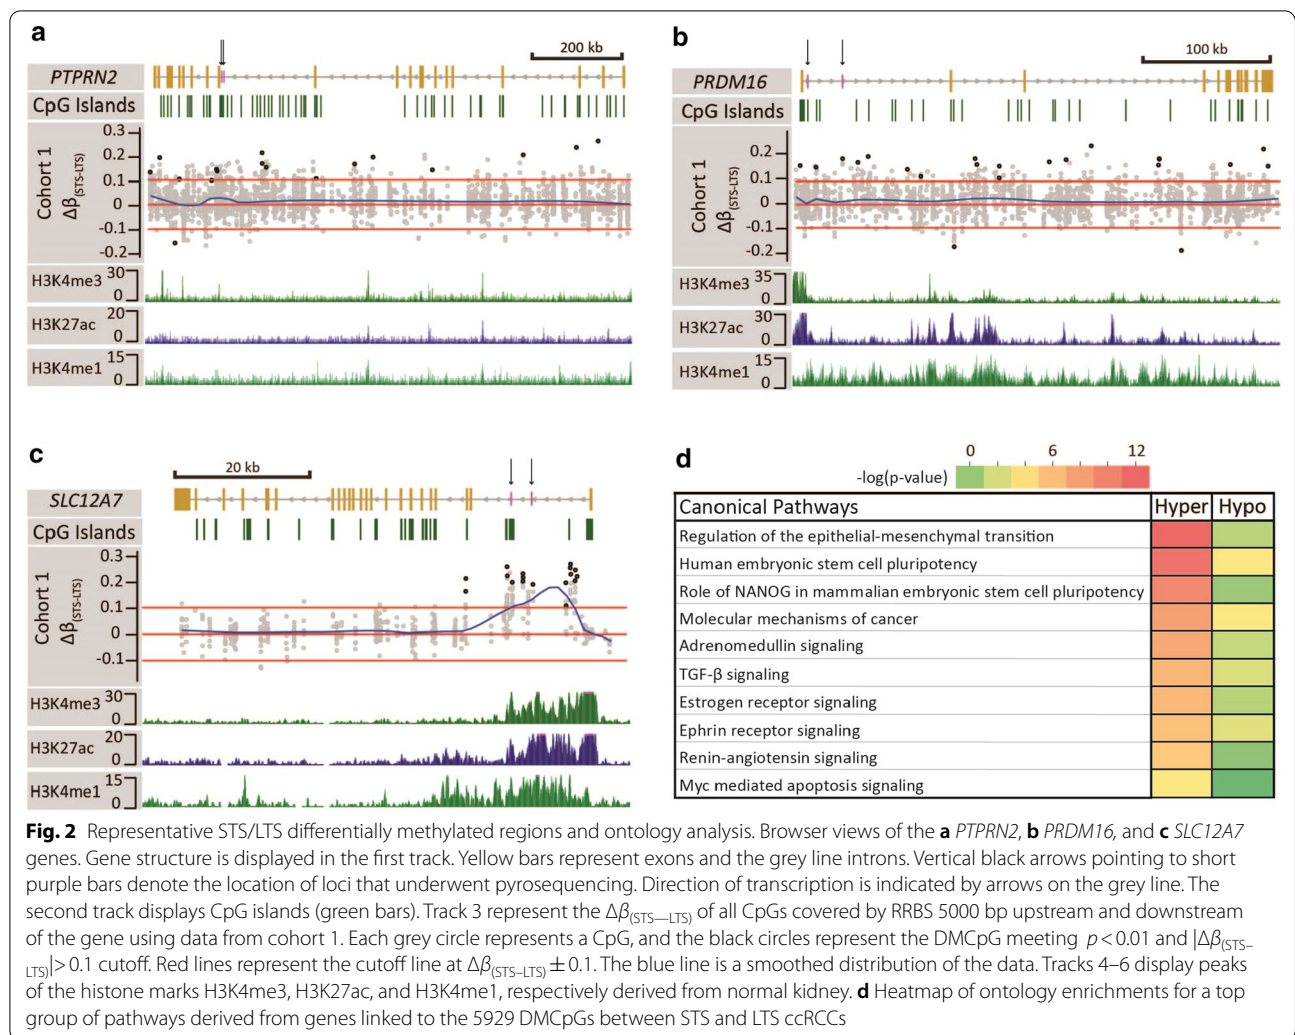 a
200 kb
PTPRN2
CpG Islands
Cohort 1
Δβ(STS-LTS)
0.3
0.2
0.1
0
-0.1
-0.2
H3K4me3 30
0
H3K27ac 20
0
H3K4me1 15
0
b
100 kb
PRDM16
CpG Islands
Cohort 1
Δβ(STS-LTS)
0.2
0.1
0
-0.1
-0.2
H3K4me3 35
0
H3K27ac 30
0
H3K4me1 15
0
c
20 kb
SLC12A7
CpG Islands
Cohort 1
Δβ(STS-LTS)
0.3
0.2
0.1
0
-0.1
H3K4me3 30
0
H3K27ac 20
0
H3K4me1 15
0
d
0 6 12
-log(p-value)
Canonical Pathways Hyper Hypo
Regulation of the epithelial-mesenchymal transition
Human embryonic stem cell pluripotency
Role of NANOG in mammalian embryonic stem cell pluripotency
Molecular mechanisms of cancer
Adrenomedullin signaling
TGF-β signaling
Estrogen receptor signaling
Ephrin receptor signaling
Renin-angiotensin signaling
Myc mediated apoptosis signaling
Fig. 2 Representative STS/LTS differentially methylated regions and ontology analysis. Browser views of the a PTPRN2, b PRDM16, and c SLC12A7
genes. Gene structure is displayed in the first track. Yellow bars represent exons and the grey line introns. Vertical black arrows pointing to short
purple bars denote the location of loci that underwent pyrosequencing. Direction of transcription is indicated by arrows on the grey line. The
second track displays CpG islands (green bars). Track 3 represent the Δβ(STS—LTS) of all CpGs covered by RRBS 5000 bp upstream and downstream
of the gene using data from cohort 1. Each grey circle represents a CpG, and the black circles represent the DMCpG meeting p < 0.01 and |Δβ(STS–
LTS)|> 0.1 cutoff. Red lines represent the cutoff line at Δβ(STS–LTS) ± 0.1. The blue line is a smoothed distribution of the data. Tracks 4–6 display peaks
of the histone marks H3K4me3, H3K27ac, and H3K4me1, respectively derived from normal kidney. d Heatmap of ontology enrichments for a top
group of pathways derived from genes linked to the 5929 DMCpGs between STS and LTS ccRCCs